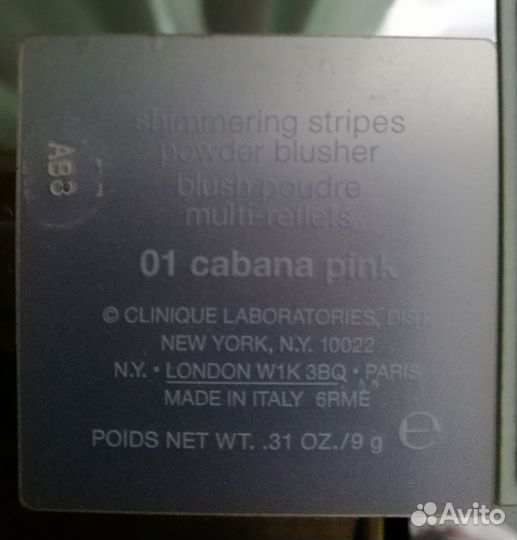 shimmering stripes
powder blusher
blush poudre
multi-reflets
01 cabana pink
© CLINIQUE LABORATORIES, DIST.
NEW YORK, N.Y. 10022
N.Y. • LONDON W1K 3BQ • PARIS
MADE IN ITALY 6RME
POIDS NET WT. .31 OZ./9 g e
AB8
Avito